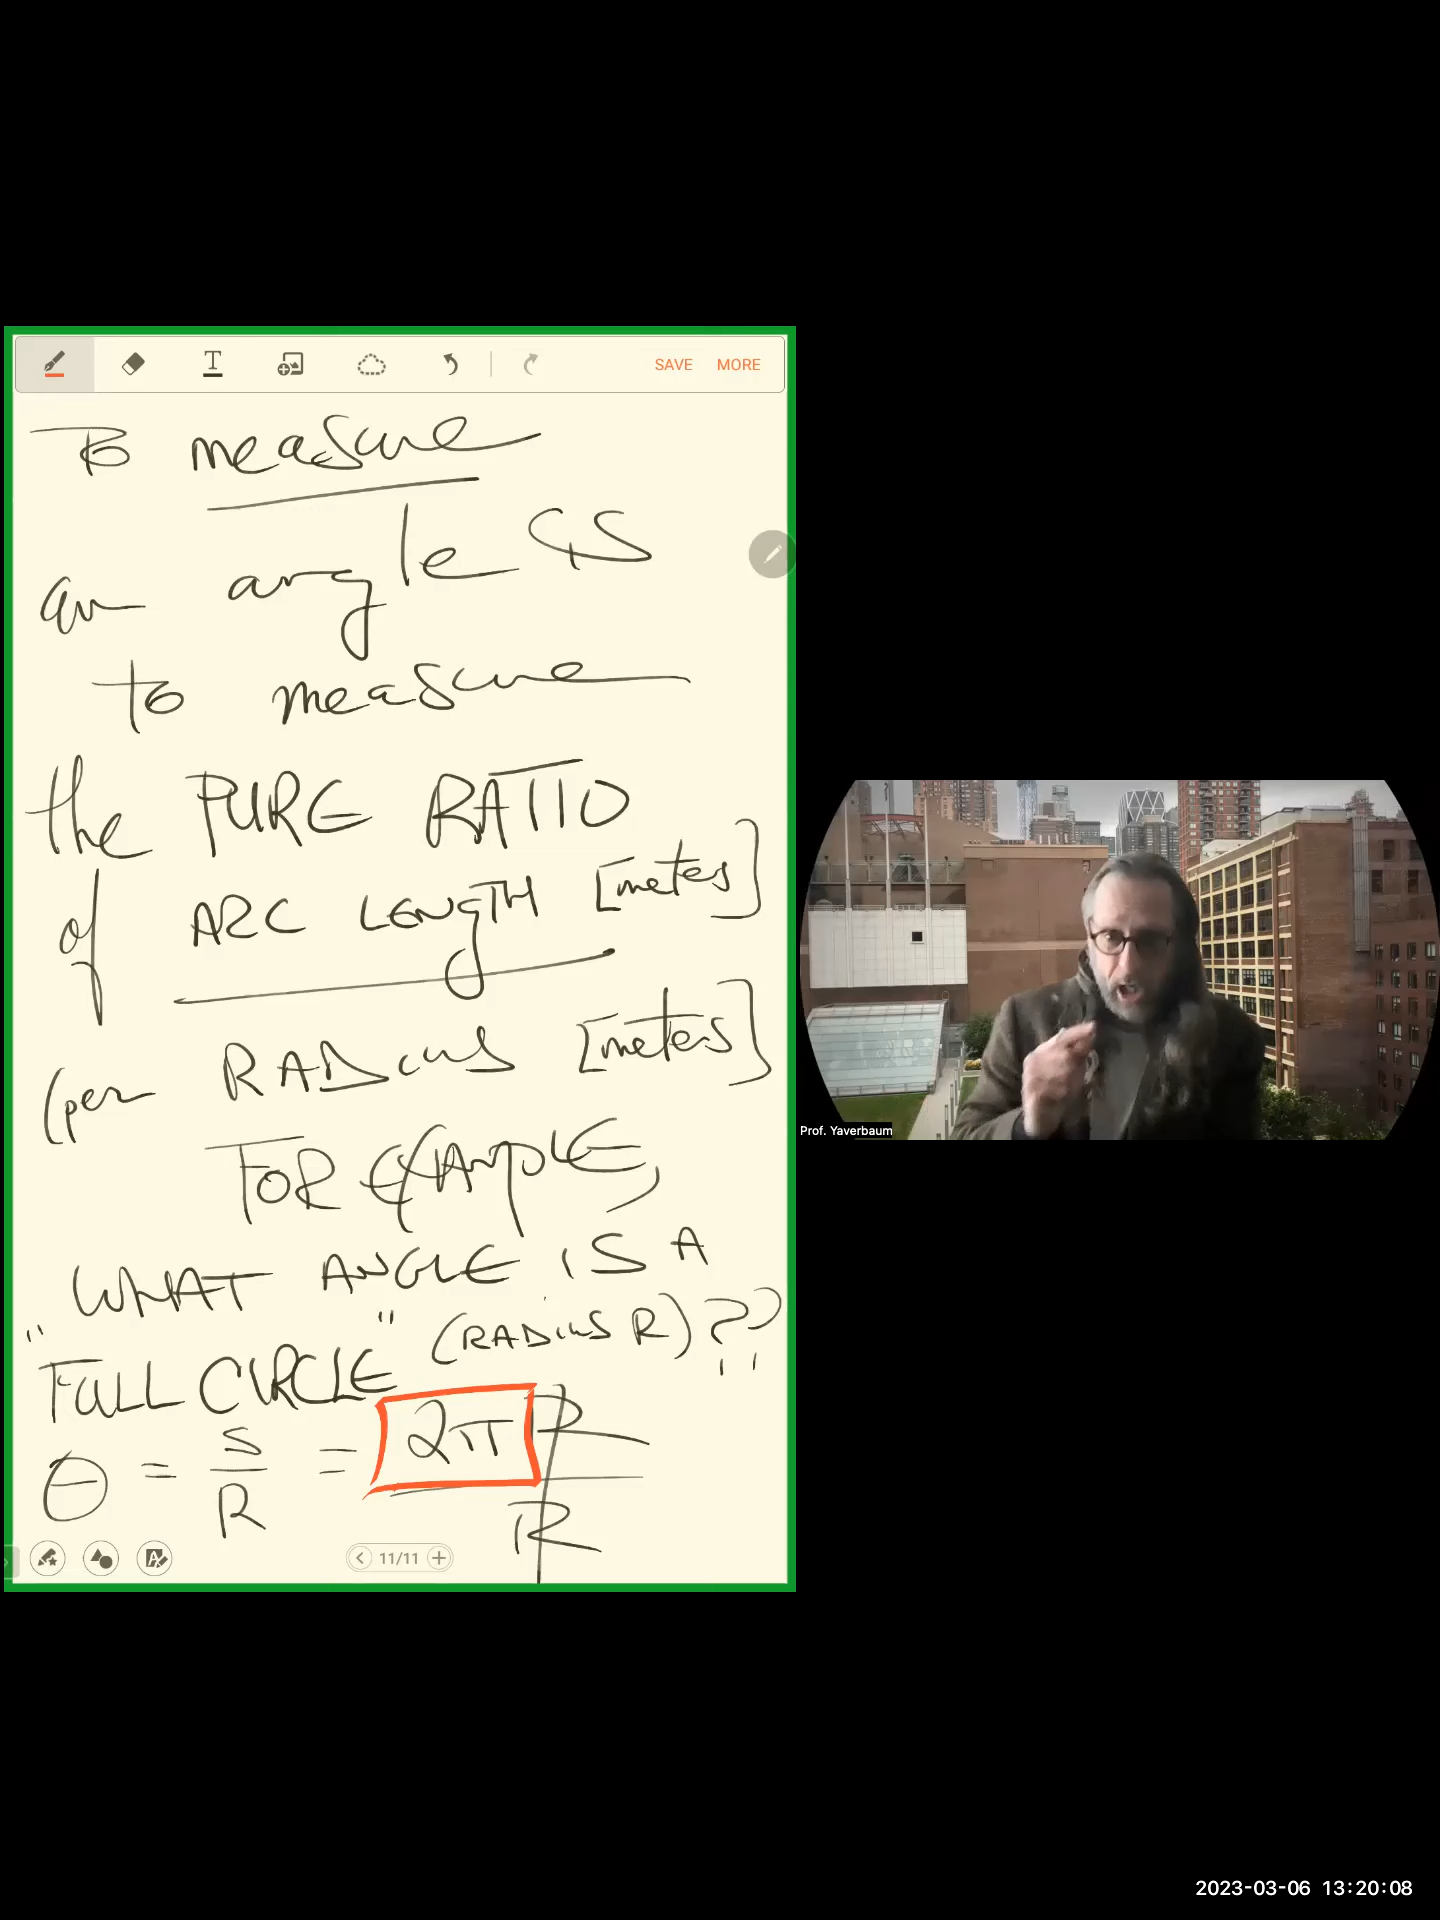 T
SAVE
MORE
To measure
an angle is
to measure
the PURE RATIO
of ARC LENGTH [meters]
(per RADIUS [meters]
FOR EXAMPLE,
"WHAT ANGLE IS A
FULL CIRCLE" (RADIUS R)??"
θ = S/R = 2π R/R
11/11
Prof. Yaverbaum
2023-03-06 13:20:08